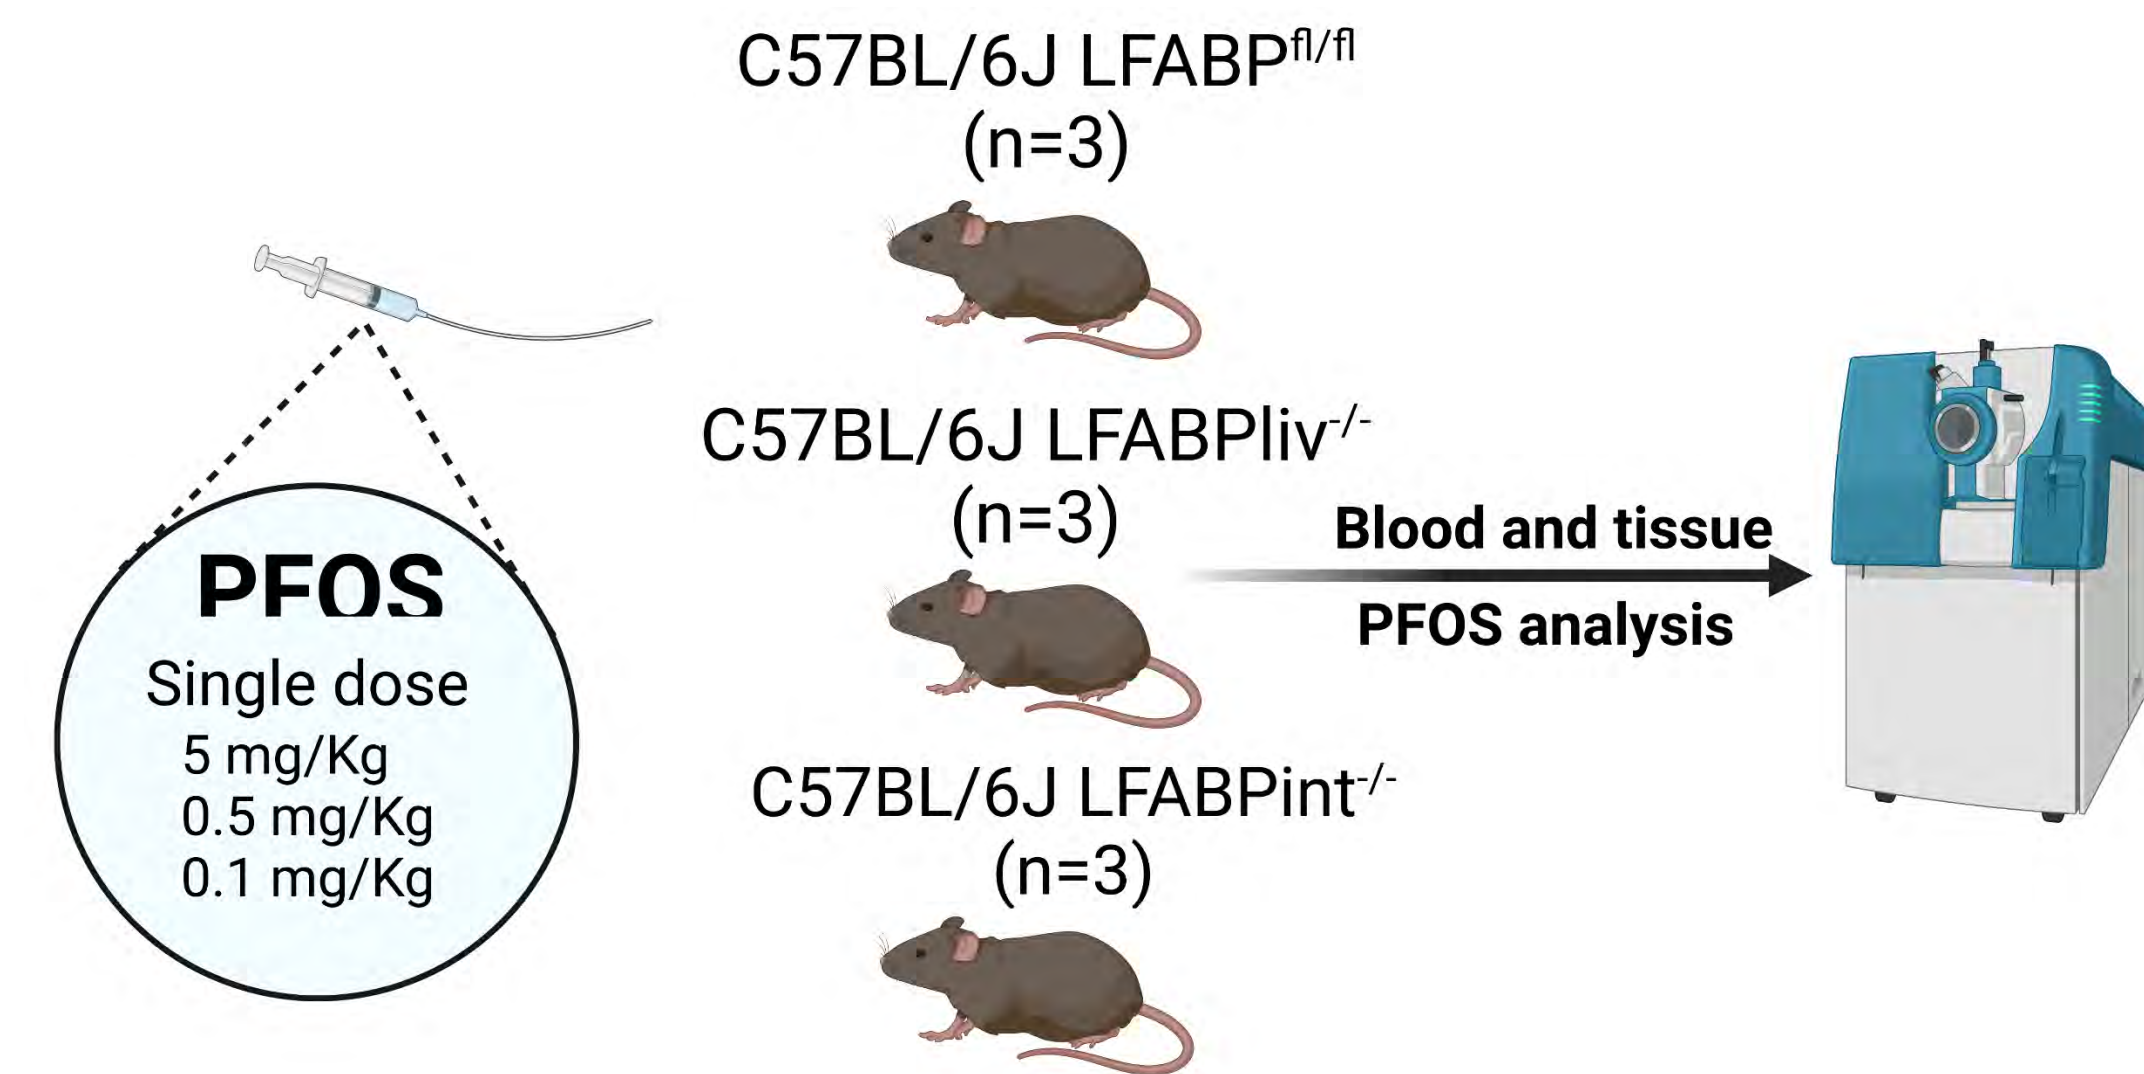 C57BL/6J LFABPfl/fl
(n=3)
C57BL/6J LFABPliv-/-
(n=3)
C57BL/6J LFABPint-/-
(n=3)
PFOS
Single dose
5 mg/Kg
0.5 mg/Kg
0.1 mg/Kg
Blood and tissue
PFOS analysis